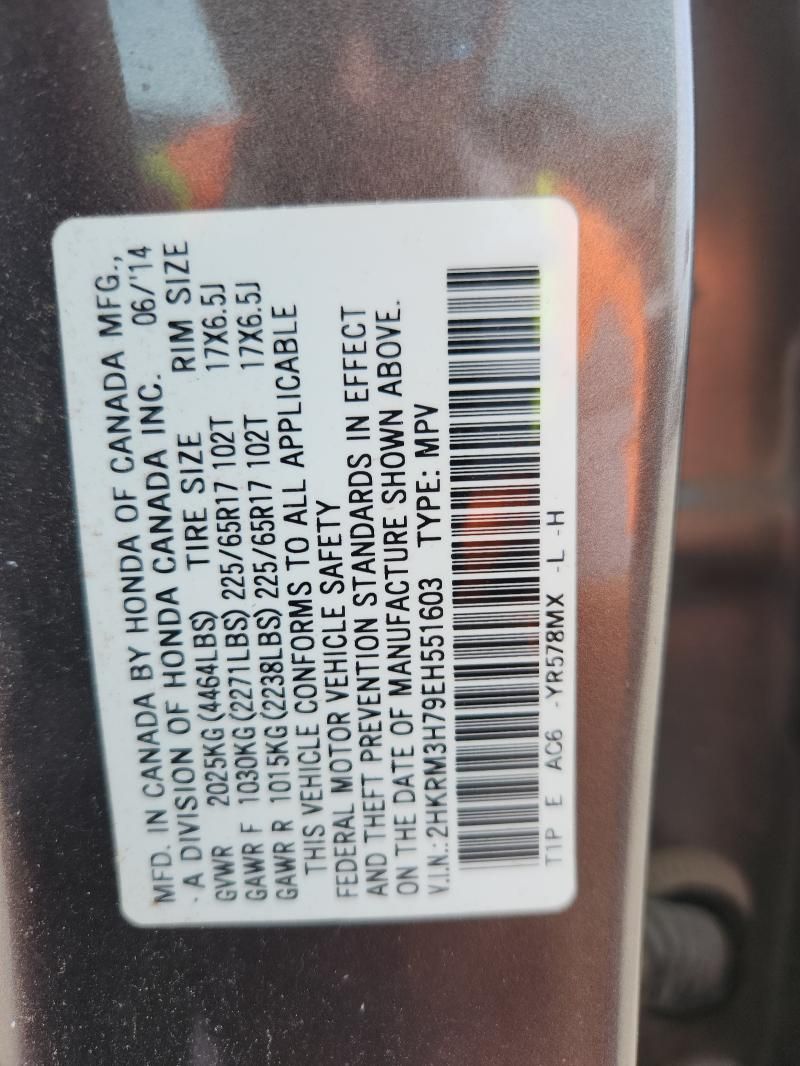 MFD. IN CANADA BY HONDA OF CANADA MFG.,
- A DIVISION OF HONDA CANADA INC. 06/'14
TIRE SIZE RIM SIZE
GVWR 2025KG(4464LBS)
GAWR F 1030KG(2271LBS) 225/65R17 102T 17X6.5J
GAWR R 1015KG(2238LBS) 225/65R17 102T 17X6.5J
THIS VEHICLE CONFORMS TO ALL APPLICABLE
FEDERAL MOTOR VEHICLE SAFETY
AND THEFT PREVENTION STANDARDS IN EFFECT
ON THE DATE OF MANUFACTURE SHOWN ABOVE.
V.I.N.:2HKRM3H79EH551603 TYPE: MPV
T1P E AC6 -YR578MX -L -H